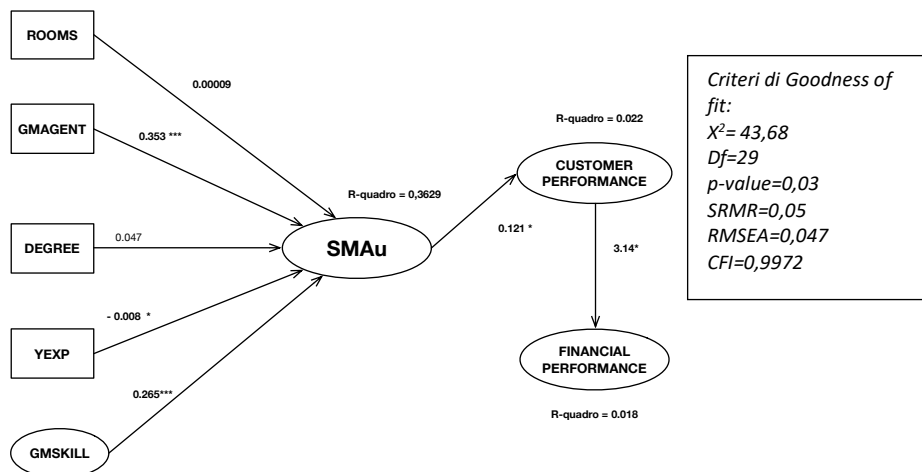 ROOMS
0.00009
GMAGENT
0.353 ***
DEGREE
0.047
YEXP
- 0.008 *
GMSKILL
0.265***
R-quadro = 0,3629
SMAu
0.121 *
R-quadro = 0.022
CUSTOMER
PERFORMANCE
3.14*
FINANCIAL
PERFORMANCE
R-quadro = 0.018
Criteri di Goodness of
fit:
X²= 43,68
Df=29
p-value=0,03
SRMR=0,05
RMSEA=0,047
CFI=0,9972